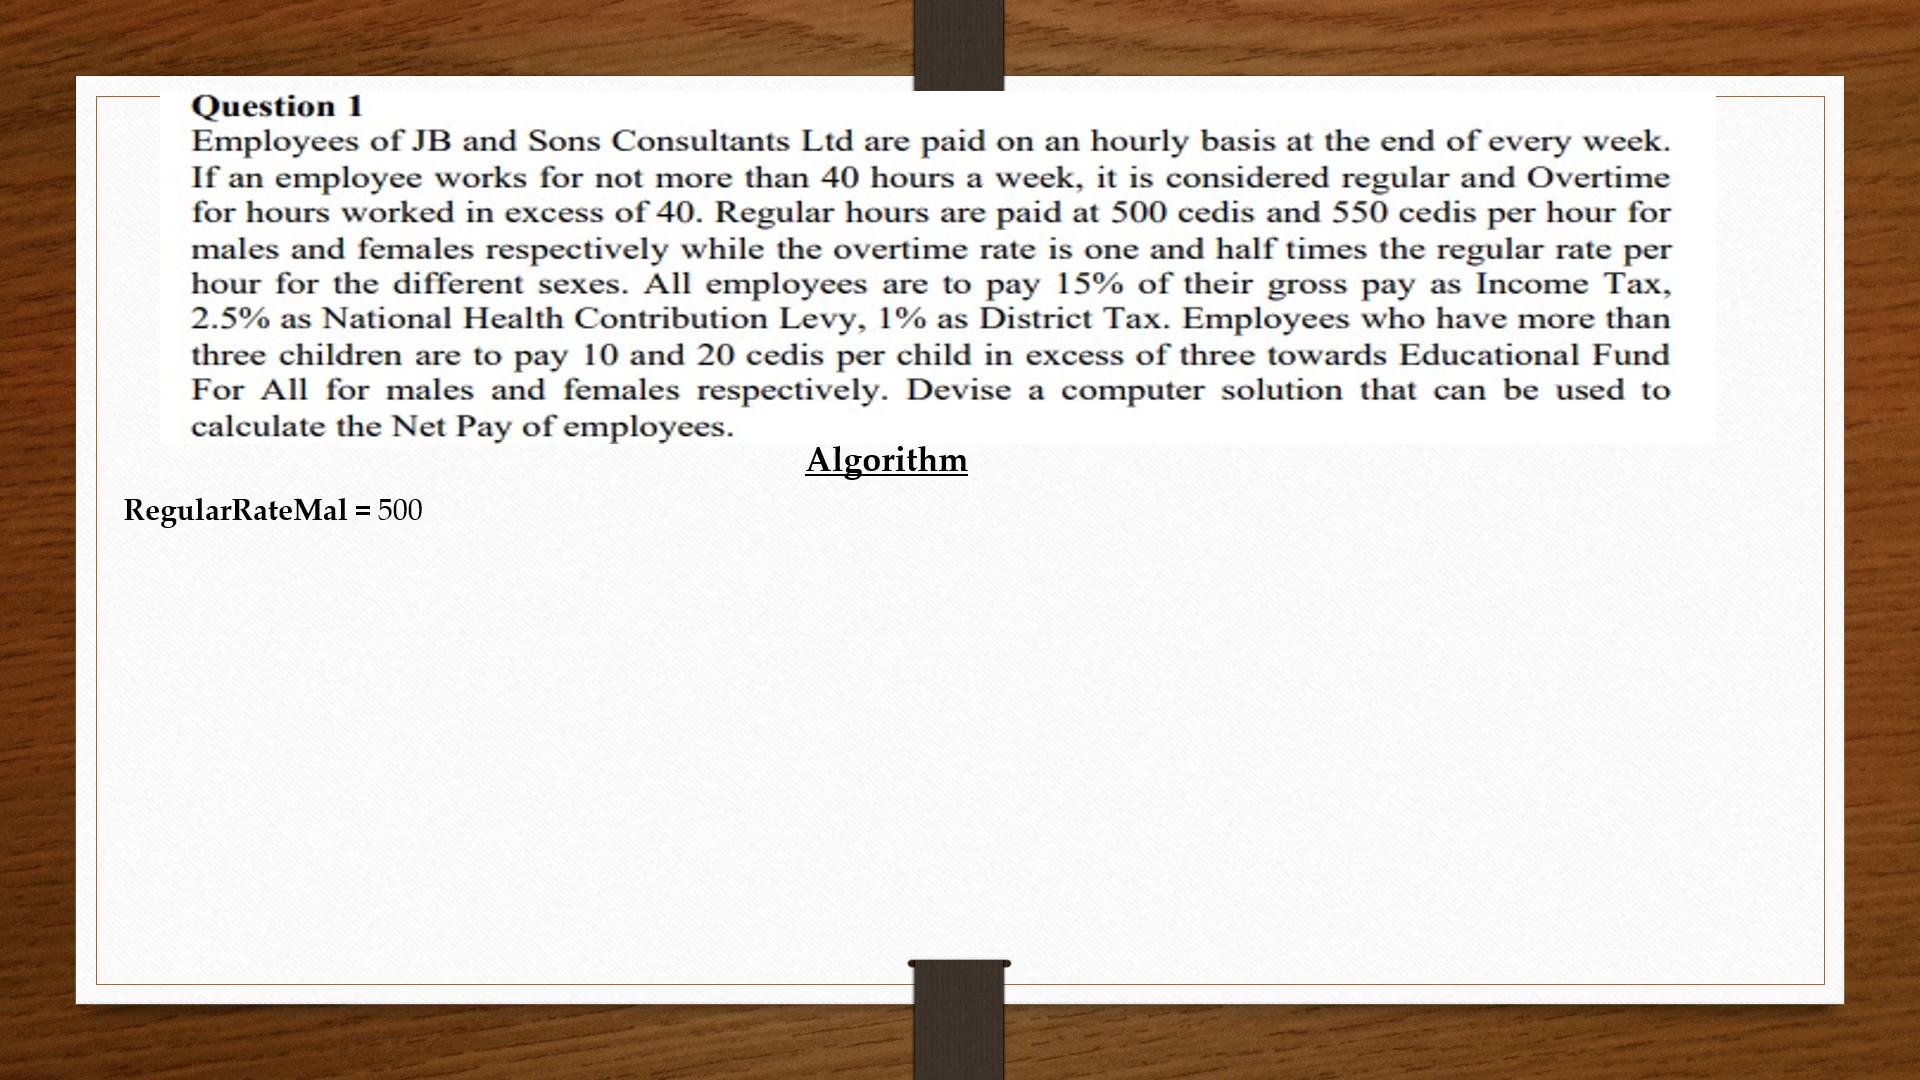 Question 1
Employees of JB and Sons Consultants Ltd are paid on an hourly basis at the end of every week.
If an employee works for not more than 40 hours a week, it is considered regular and Overtime
for hours worked in excess of 40. Regular hours are paid at 500 cedis and 550 cedis per hour for
males and females respectively while the overtime rate is one and half times the regular rate per
hour for the different sexes. All employees are to pay 15% of their gross pay as Income Tax,
2.5% as National Health Contribution Levy, 1% as District Tax. Employees who have more than
three children are to pay 10 and 20 cedis per child in excess of three towards Educational Fund
For All for males and females respectively. Devise a computer solution that can be used to
calculate the Net Pay of employees.
Algorithm
RegularRateMal = 500